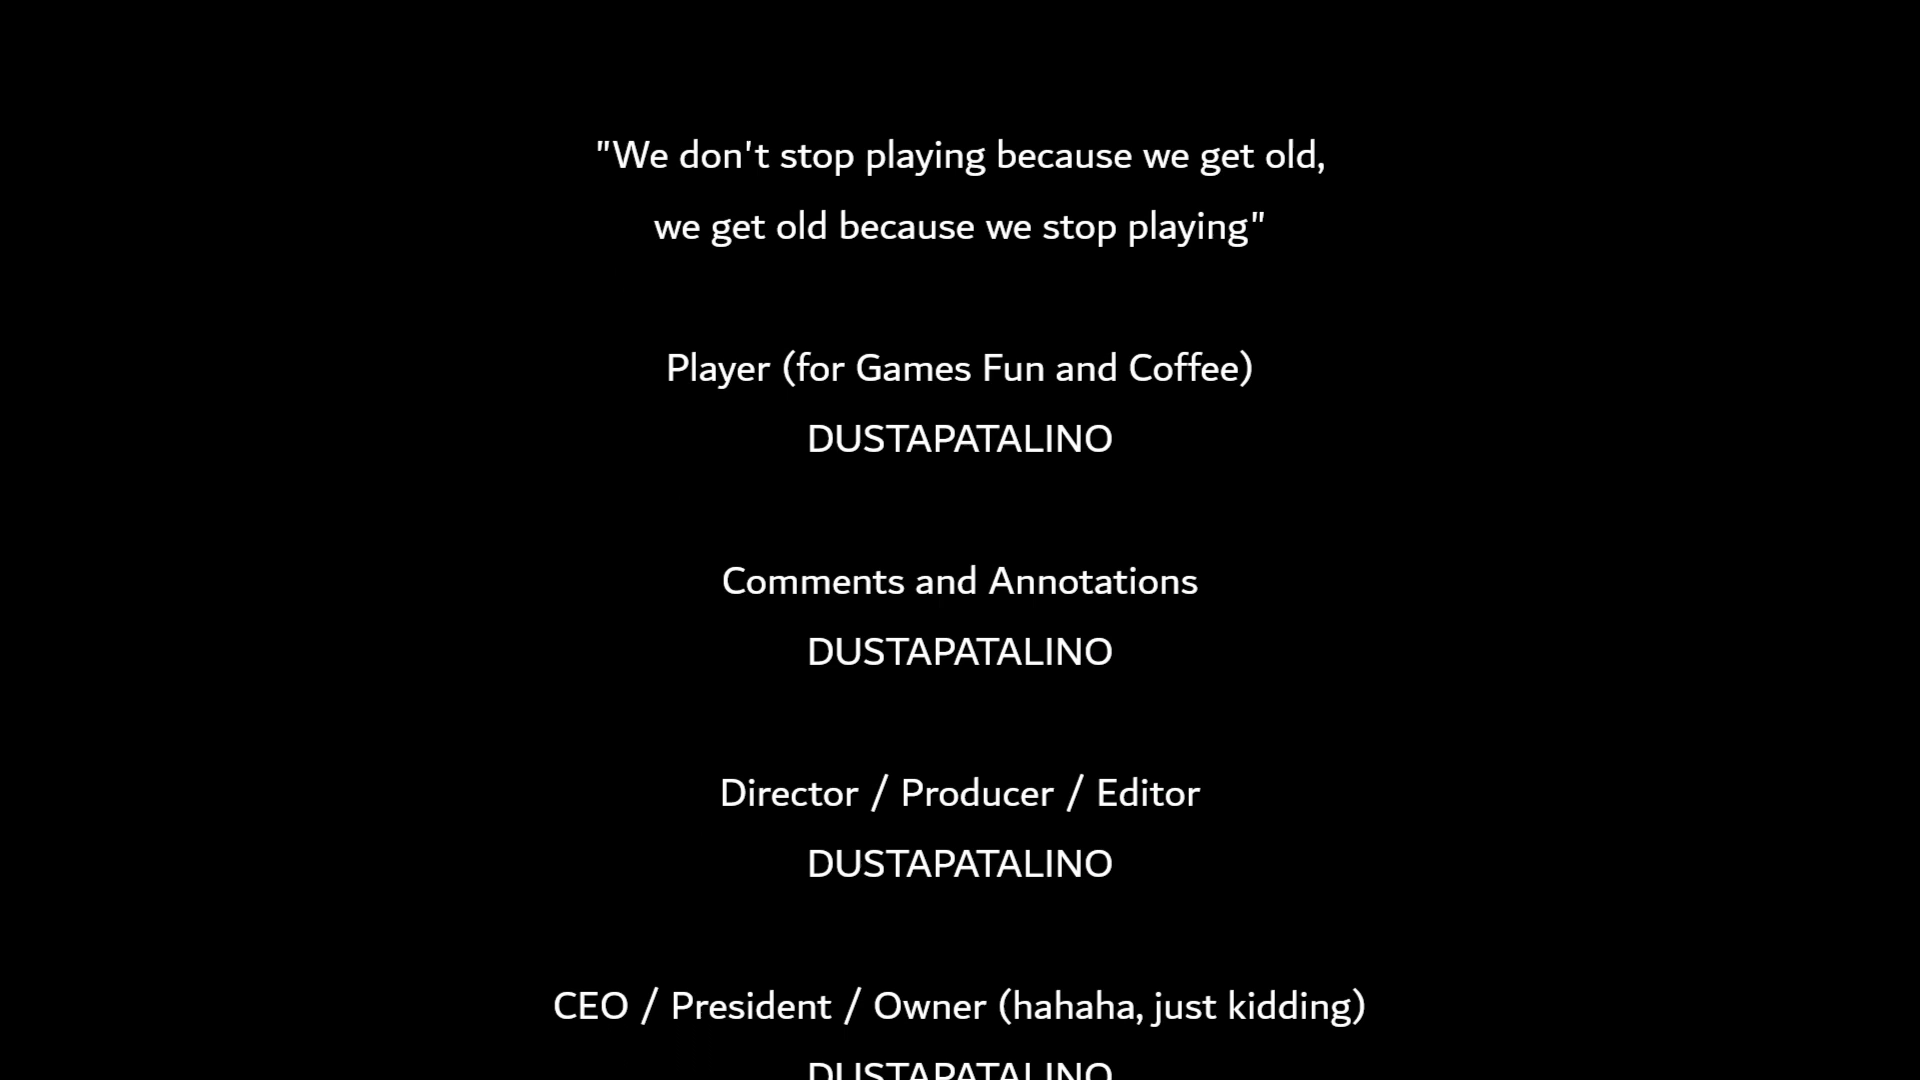 "We don't stop playing because we get old,
we get old because we stop playing"
Player (for Games Fun and Coffee)
DUSTAPATALINO
Comments and Annotations
DUSTAPATALINO
Director / Producer / Editor
DUSTAPATALINO
CEO / President / Owner (hahaha, just kidding)
DUSTAPATALINO